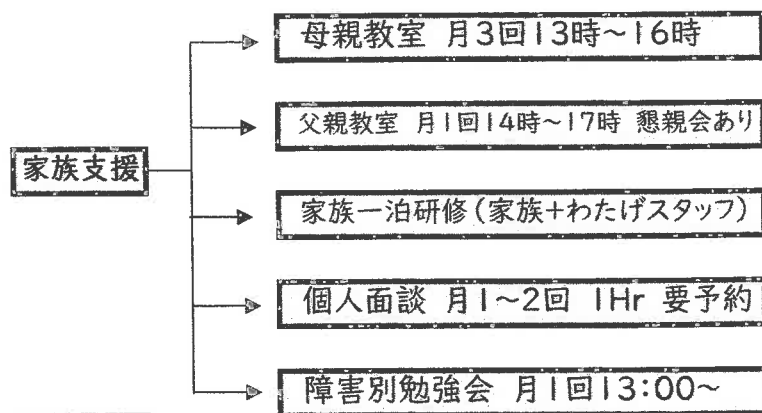 母親教室 月3回13時～16時
父親教室 月1回14時～17時 懇親会あり
家族支援
家族一泊研修(家族+わたげスタッフ)
個人面談 月1～2回 1Hr 要予約
障害別勉強会 月1回13:00～